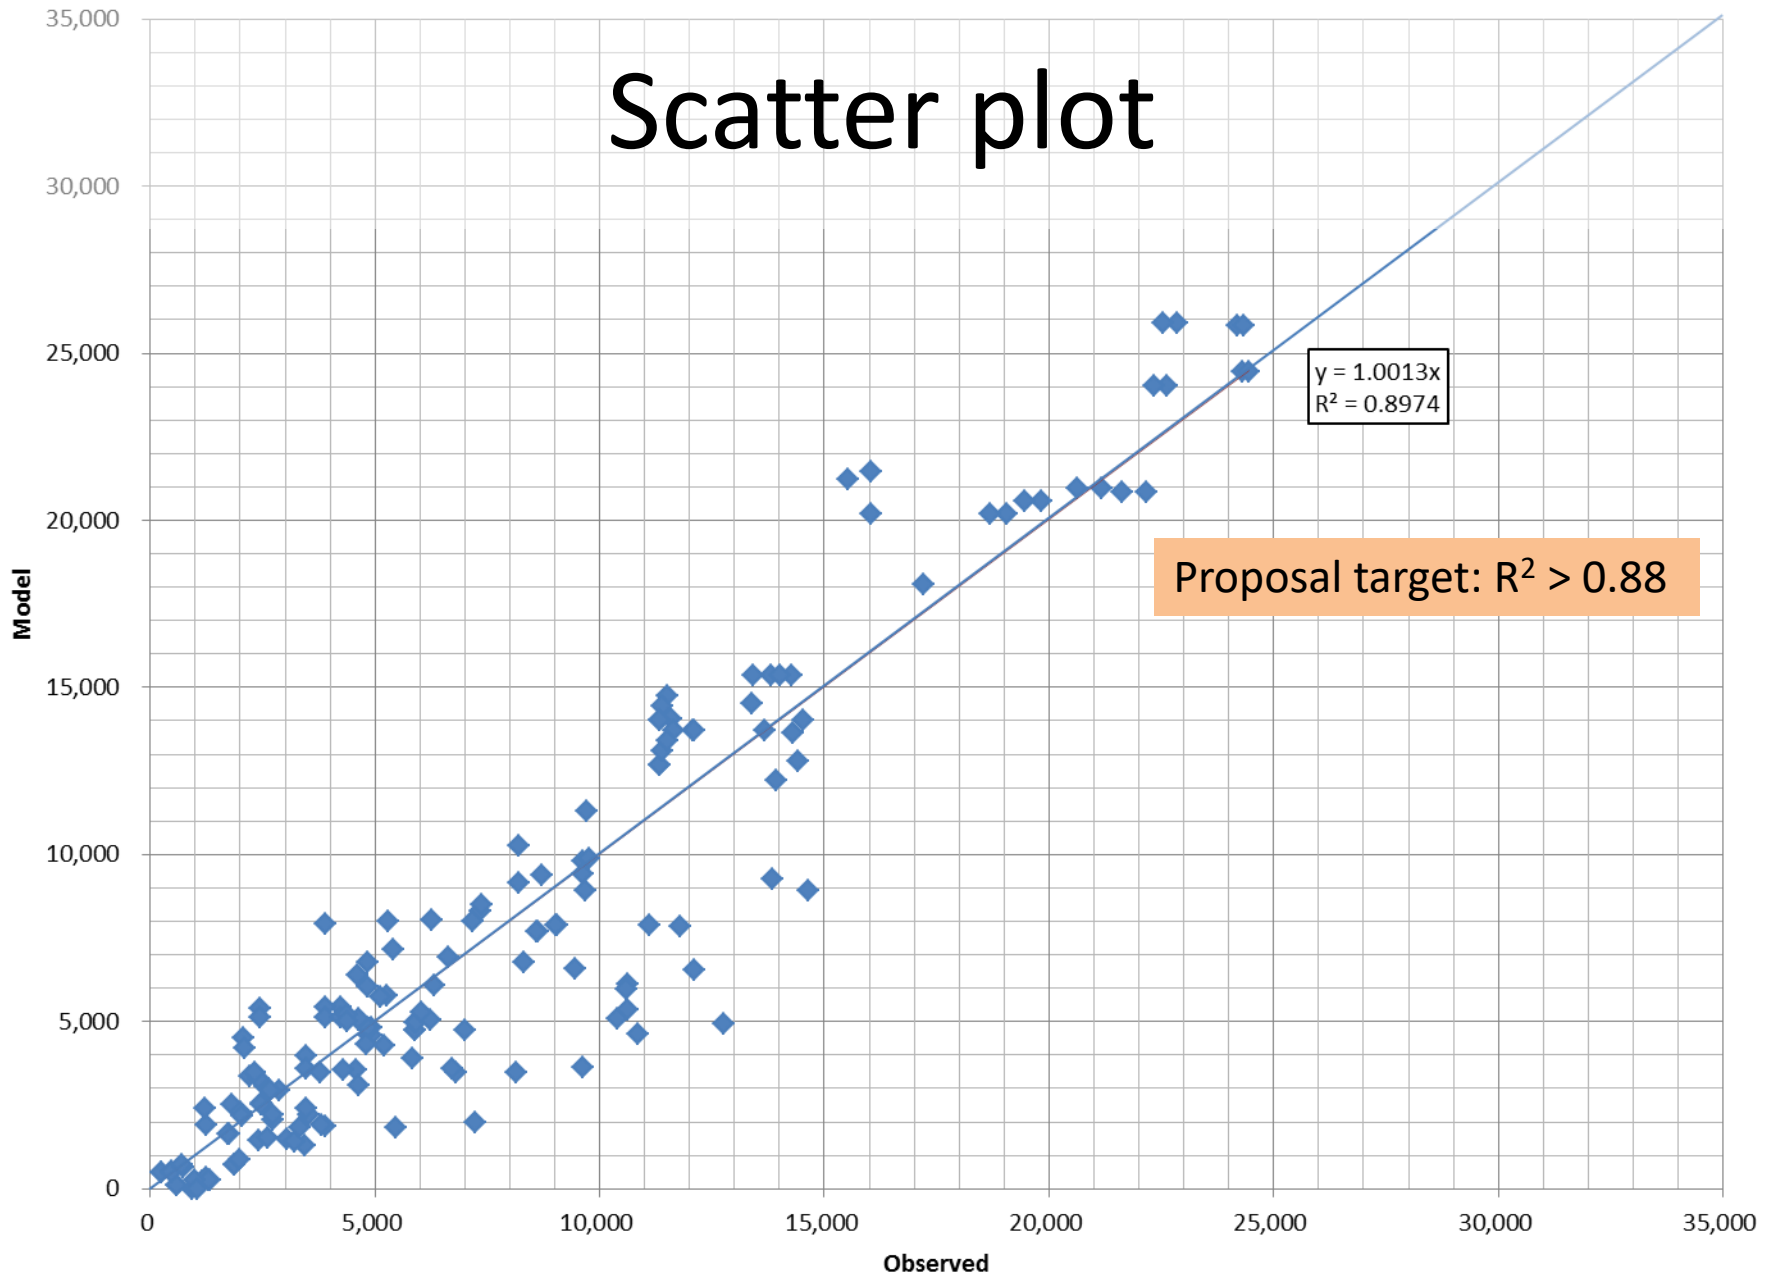 Scatter plot
35,000
30,000
25,000
20,000
15,000
10,000
5,000
0
Model
y = 1.0013x
R² = 0.8974
Proposal target: R² > 0.88
0 5,000 10,000 15,000 20,000 25,000 30,000 35,000
Observed